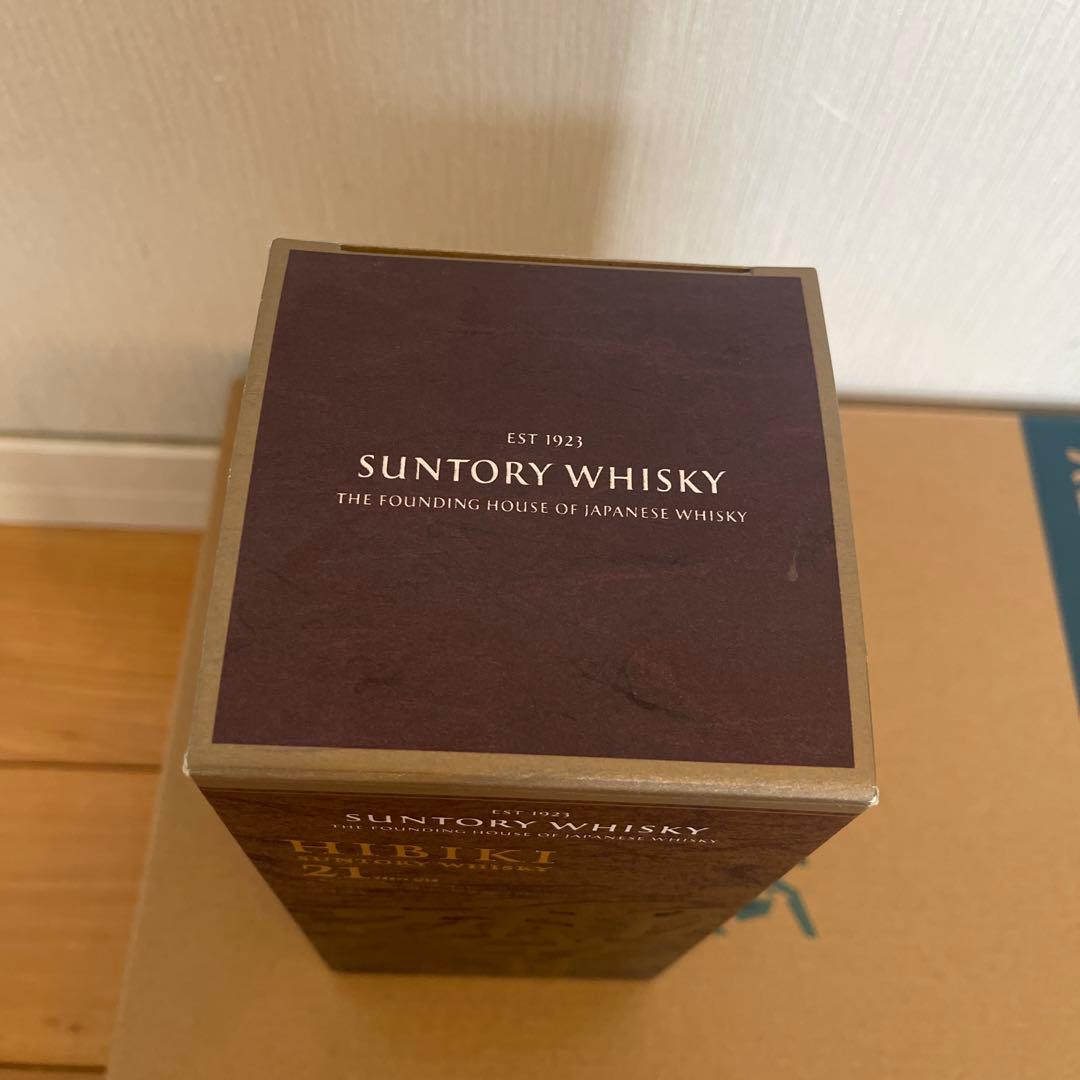 EST 1923
SUNTORY WHISKY
THE FOUNDING HOUSE OF JAPANESE WHISKY
EST 1923
SUNTORY WHISKY
THE FOUNDING HOUSE OF JAPANESE WHISKY
HIBIKI
SUNTORY WHISKY
21